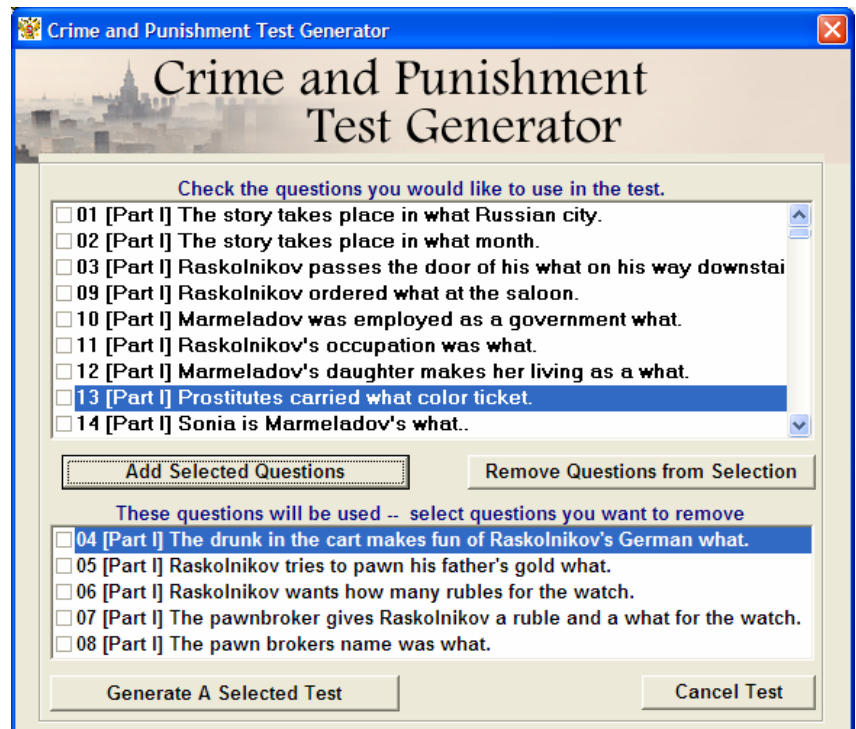 Crime and Punishment Test Generator
Crime and Punishment
Test Generator
Check the questions you would like to use in the test.
01 [Part I] The story takes place in what Russian city.
02 [Part I] The story takes place in what month.
03 [Part I] Raskolnikov passes the door of his what on his way downstai
09 [Part I] Raskolnikov ordered what at the saloon.
10 [Part I] Marmeladov was employed as a government what.
11 [Part I] Raskolnikov's occupation was what.
12 [Part I] Marmeladov's daughter makes her living as a what.
13 [Part I] Prostitutes carried what color ticket.
14 [Part I] Sonia is Marmeladov's what..
Add Selected Questions
Remove Questions from Selection
These questions will be used -- select questions you want to remove
04 [Part I] The drunk in the cart makes fun of Raskolnikov's German what.
05 [Part I] Raskolnikov tries to pawn his father's gold what.
06 [Part I] Raskolnikov wants how many rubles for the watch.
07 [Part I] The pawnbroker gives Raskolnikov a ruble and a what for the watch.
08 [Part I] The pawn brokers name was what.
Generate A Selected Test
Cancel Test